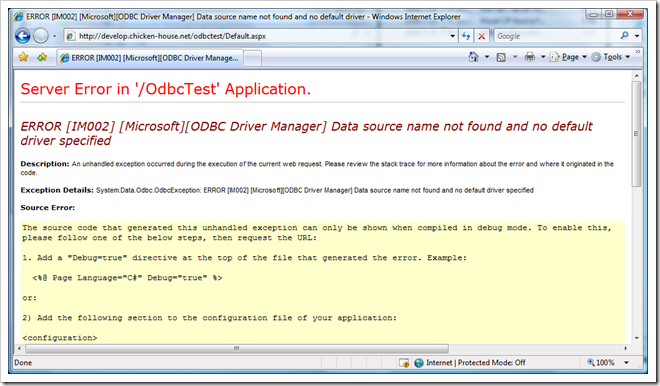 ERROR [IM002] [Microsoft][ODBC Driver Manager] Data source name not found and no default driver - Windows Internet Explorer
http://develop.chicken-house.net/odbctest/Default.aspx
Google
ERROR [IM002] [Microsoft][ODBC Driver Manage...
Page
Tools
Server Error in '/OdbcTest' Application.
ERROR [IM002] [Microsoft][ODBC Driver Manager] Data source name not found and no default
driver specified
Description: An unhandled exception occurred during the execution of the current web request. Please review the stack trace for more information about the error and where it originated in the
code.
Exception Details: System.Data.Odbc.OdbcException: ERROR [IM002] [Microsoft][ODBC Driver Manager] Data source name not found and no default driver specified
Source Error:
The source code that generated this unhandled exception can only be shown when compiled in debug mode. To enable this,
please follow one of the below steps, then request the URL:
1. Add a "Debug=true" directive at the top of the file that generated the error. Example:
<%@ Page Language="C#" Debug="true" %>
or:
2) Add the following section to the configuration file of your application:
<configuration>
Done
Internet | Protected Mode: Off
100%